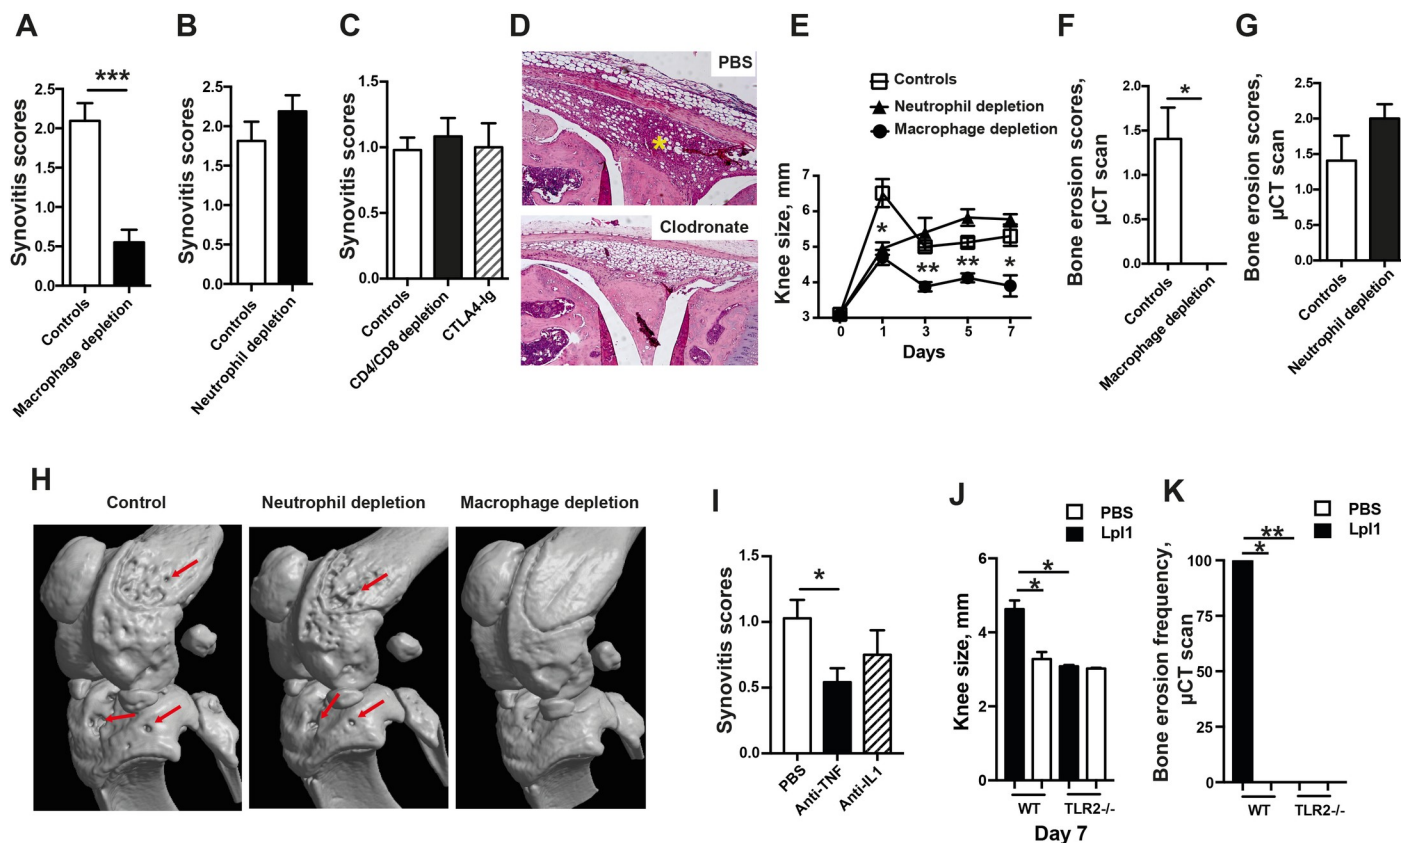 A
Synovitis scores
2.5
2.0
1.5
1.0
0.5
0.0
***
Controls
Macrophage depletion
B
Synovitis scores
2.5
2.0
1.5
1.0
0.5
0.0
Controls
Neutrophil depletion
C
Synovitis scores
1.5
1.0
0.5
0.0
Controls
CD4/CD8 depletion
CTLA4-Ig
D
PBS
*
Clodronate
E
Controls
Neutrophil depletion
Macrophage depletion
Knee size, mm
7
6
5
4
3
*
**
**
*
0
1
3
5
7
Days
F
Bone erosion scores,
µCT scan
2.0
1.5
1.0
0.5
0.0
*
Controls
Macrophage depletion
G
Bone erosion scores,
µCT scan
2.5
2.0
1.5
1.0
0.5
0.0
Controls
Neutrophil depletion
H
Control
Neutrophil depletion
Macrophage depletion
I
Synovitis scores
1.5
1.0
0.5
0.0
*
PBS
Anti-TNF
Anti-IL1
J
PBS
Lpl1
Knee size, mm
6
4
2
0
*
*
WT
TLR2-/-
Day 7
K
PBS
Lpl1
Bone erosion frequency,
µCT scan
100
75
50
25
0
**
*
WT
TLR2-/-